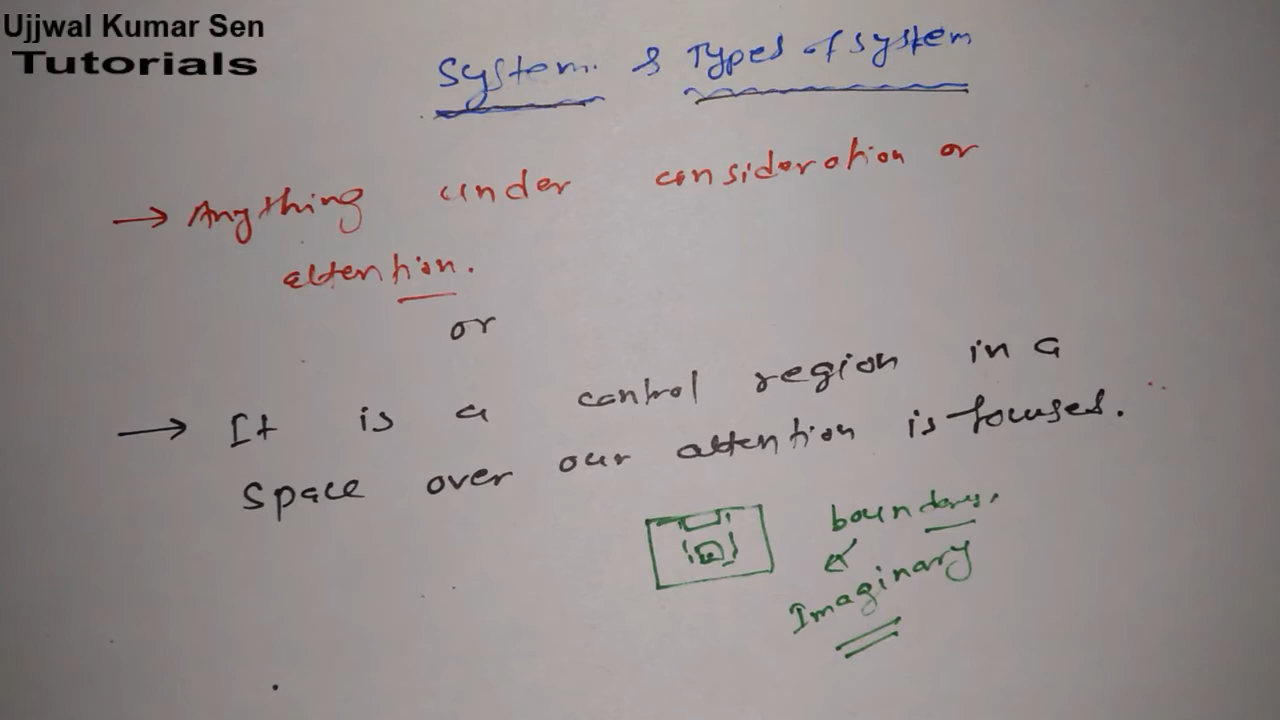 Ujjwal Kumar Sen
Tutorials
System & Types of System
→ Anything under consideration or
attention.
or
→ It is a control region in a
space over our attention is focuses.
boundary.
Imaginary